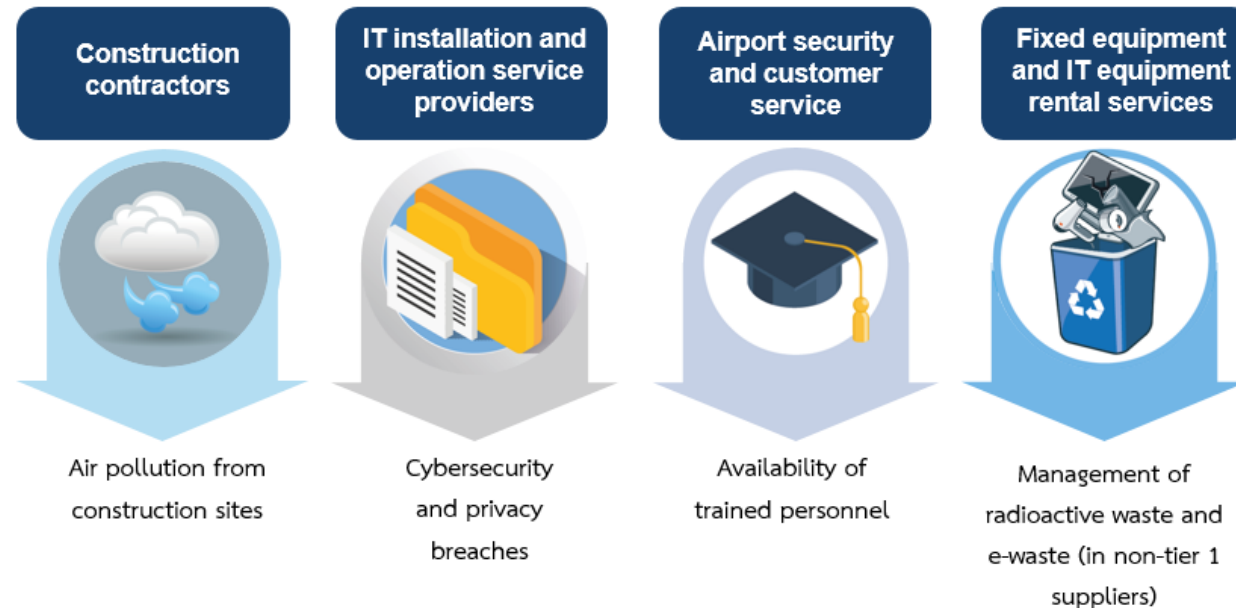 Construction
contractors
IT installation and
operation service
providers
Airport security
and customer
service
Fixed equipment
and IT equipment
rental services
Air pollution from
construction sites
Cybersecurity
and privacy
breaches
Availability of
trained personnel
Management of
radioactive waste and
e-waste (in non-tier 1
suppliers)